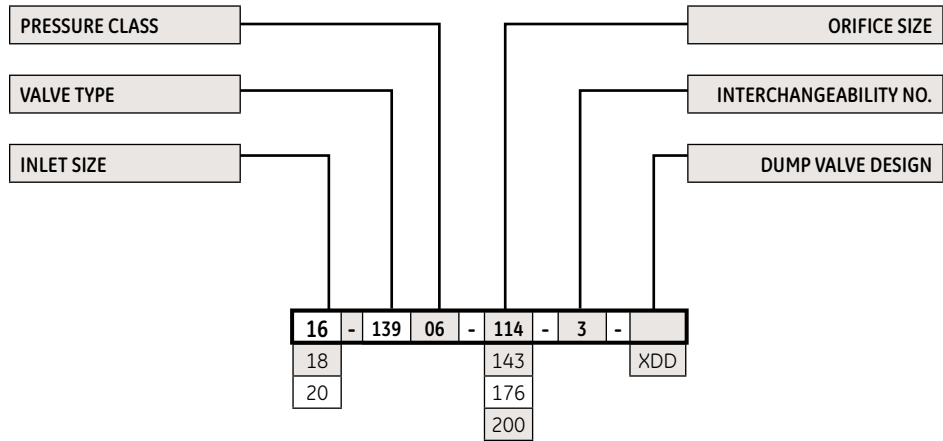 PRESSURE CLASS
ORIFICE SIZE
VALVE TYPE
INTERCHANGEABILITY NO.
INLET SIZE
DUMP VALVE DESIGN
16 - 139 06 - 114 - 3 -
18 143 XDD
20 176
200